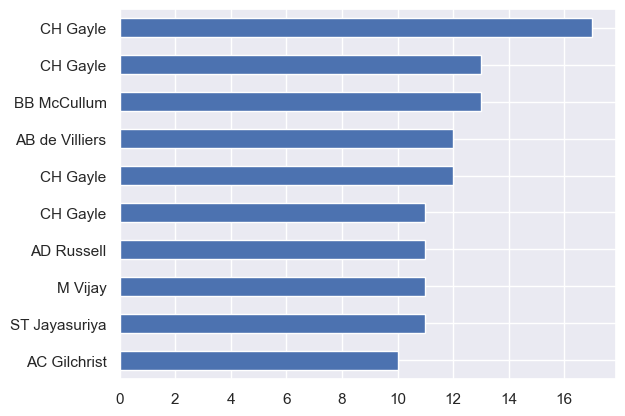 CH Gayle
CH Gayle
BB McCullum
AB de Villiers
CH Gayle
CH Gayle
AD Russell
M Vijay
ST Jayasuriya
AC Gilchrist
0 2 4 6 8 10 12 14 16